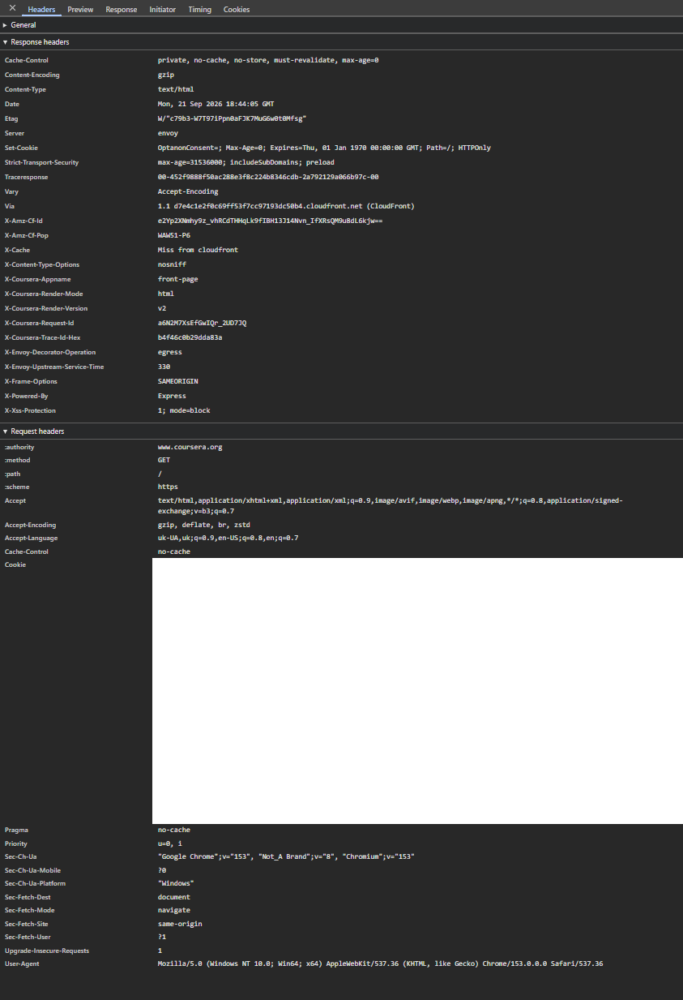 Headers Preview Response Initiator Timing Cookies
General
Response headers
Cache-Control private, no-cache, no-store, must-revalidate, max-age=0
Content-Encoding gzip
Content-Type text/html
Date Mon, 21 Sep 2026 18:44:05 GMT
Etag W/"c79b3-W7T97iPpn0aFJK7MuG6w0t0Mfsg"
Server envoy
Set-Cookie OptanonConsent=; Max-Age=0; Expires=Thu, 01 Jan 1970 00:00:00 GMT; Path=/; HTTPOnly
Strict-Transport-Security max-age=31536000; includeSubDomains; preload
Traceresponse 00-452f9888f50ac288e3f8c224b8346cdb-2a792129a066b97c-00
Vary Accept-Encoding
Via 1.1 d7e4c1e2f0c69ff53f7cc97193dc50b4.cloudfront.net (CloudFront)
X-Amz-Cf-Id e2Yp2XNmhy9z_vhRCdTHHqLk9fIBH13J14Nvn_IfXRsQM9u8dL6kjw==
X-Amz-Cf-Pop WAW51-P6
X-Cache Miss from cloudfront
X-Content-Type-Options nosniff
X-Coursera-Appname front-page
X-Coursera-Render-Mode html
X-Coursera-Render-Version v2
X-Coursera-Request-Id a6N2M7XsEfGwIQr_2UD7JQ
X-Coursera-Trace-Id-Hex b4f46c0b29dda83a
X-Envoy-Decorator-Operation egress
X-Envoy-Upstream-Service-Time 330
X-Frame-Options SAMEORIGIN
X-Powered-By Express
X-Xss-Protection 1; mode=block
Request headers
:authority www.coursera.org
:method GET
:path /
:scheme https
Accept text/html,application/xhtml+xml,application/xml;q=0.9,image/avif,image/webp,image/apng,*/*;q=0.8,application/signed-
exchange;v=b3;q=0.7
Accept-Encoding gzip, deflate, br, zstd
Accept-Language uk-UA,uk;q=0.9,en-US;q=0.8,en;q=0.7
Cache-Control no-cache
Cookie
Pragma no-cache
Priority u=0, i
Sec-Ch-Ua "Google Chrome";v="153", "Not_A Brand";v="8", "Chromium";v="153"
Sec-Ch-Ua-Mobile ?0
Sec-Ch-Ua-Platform "Windows"
Sec-Fetch-Dest document
Sec-Fetch-Mode navigate
Sec-Fetch-Site same-origin
Sec-Fetch-User ?1
Upgrade-Insecure-Requests 1
User-Agent Mozilla/5.0 (Windows NT 10.0; Win64; x64) AppleWebKit/537.36 (KHTML, like Gecko) Chrome/153.0.0.0 Safari/537.36